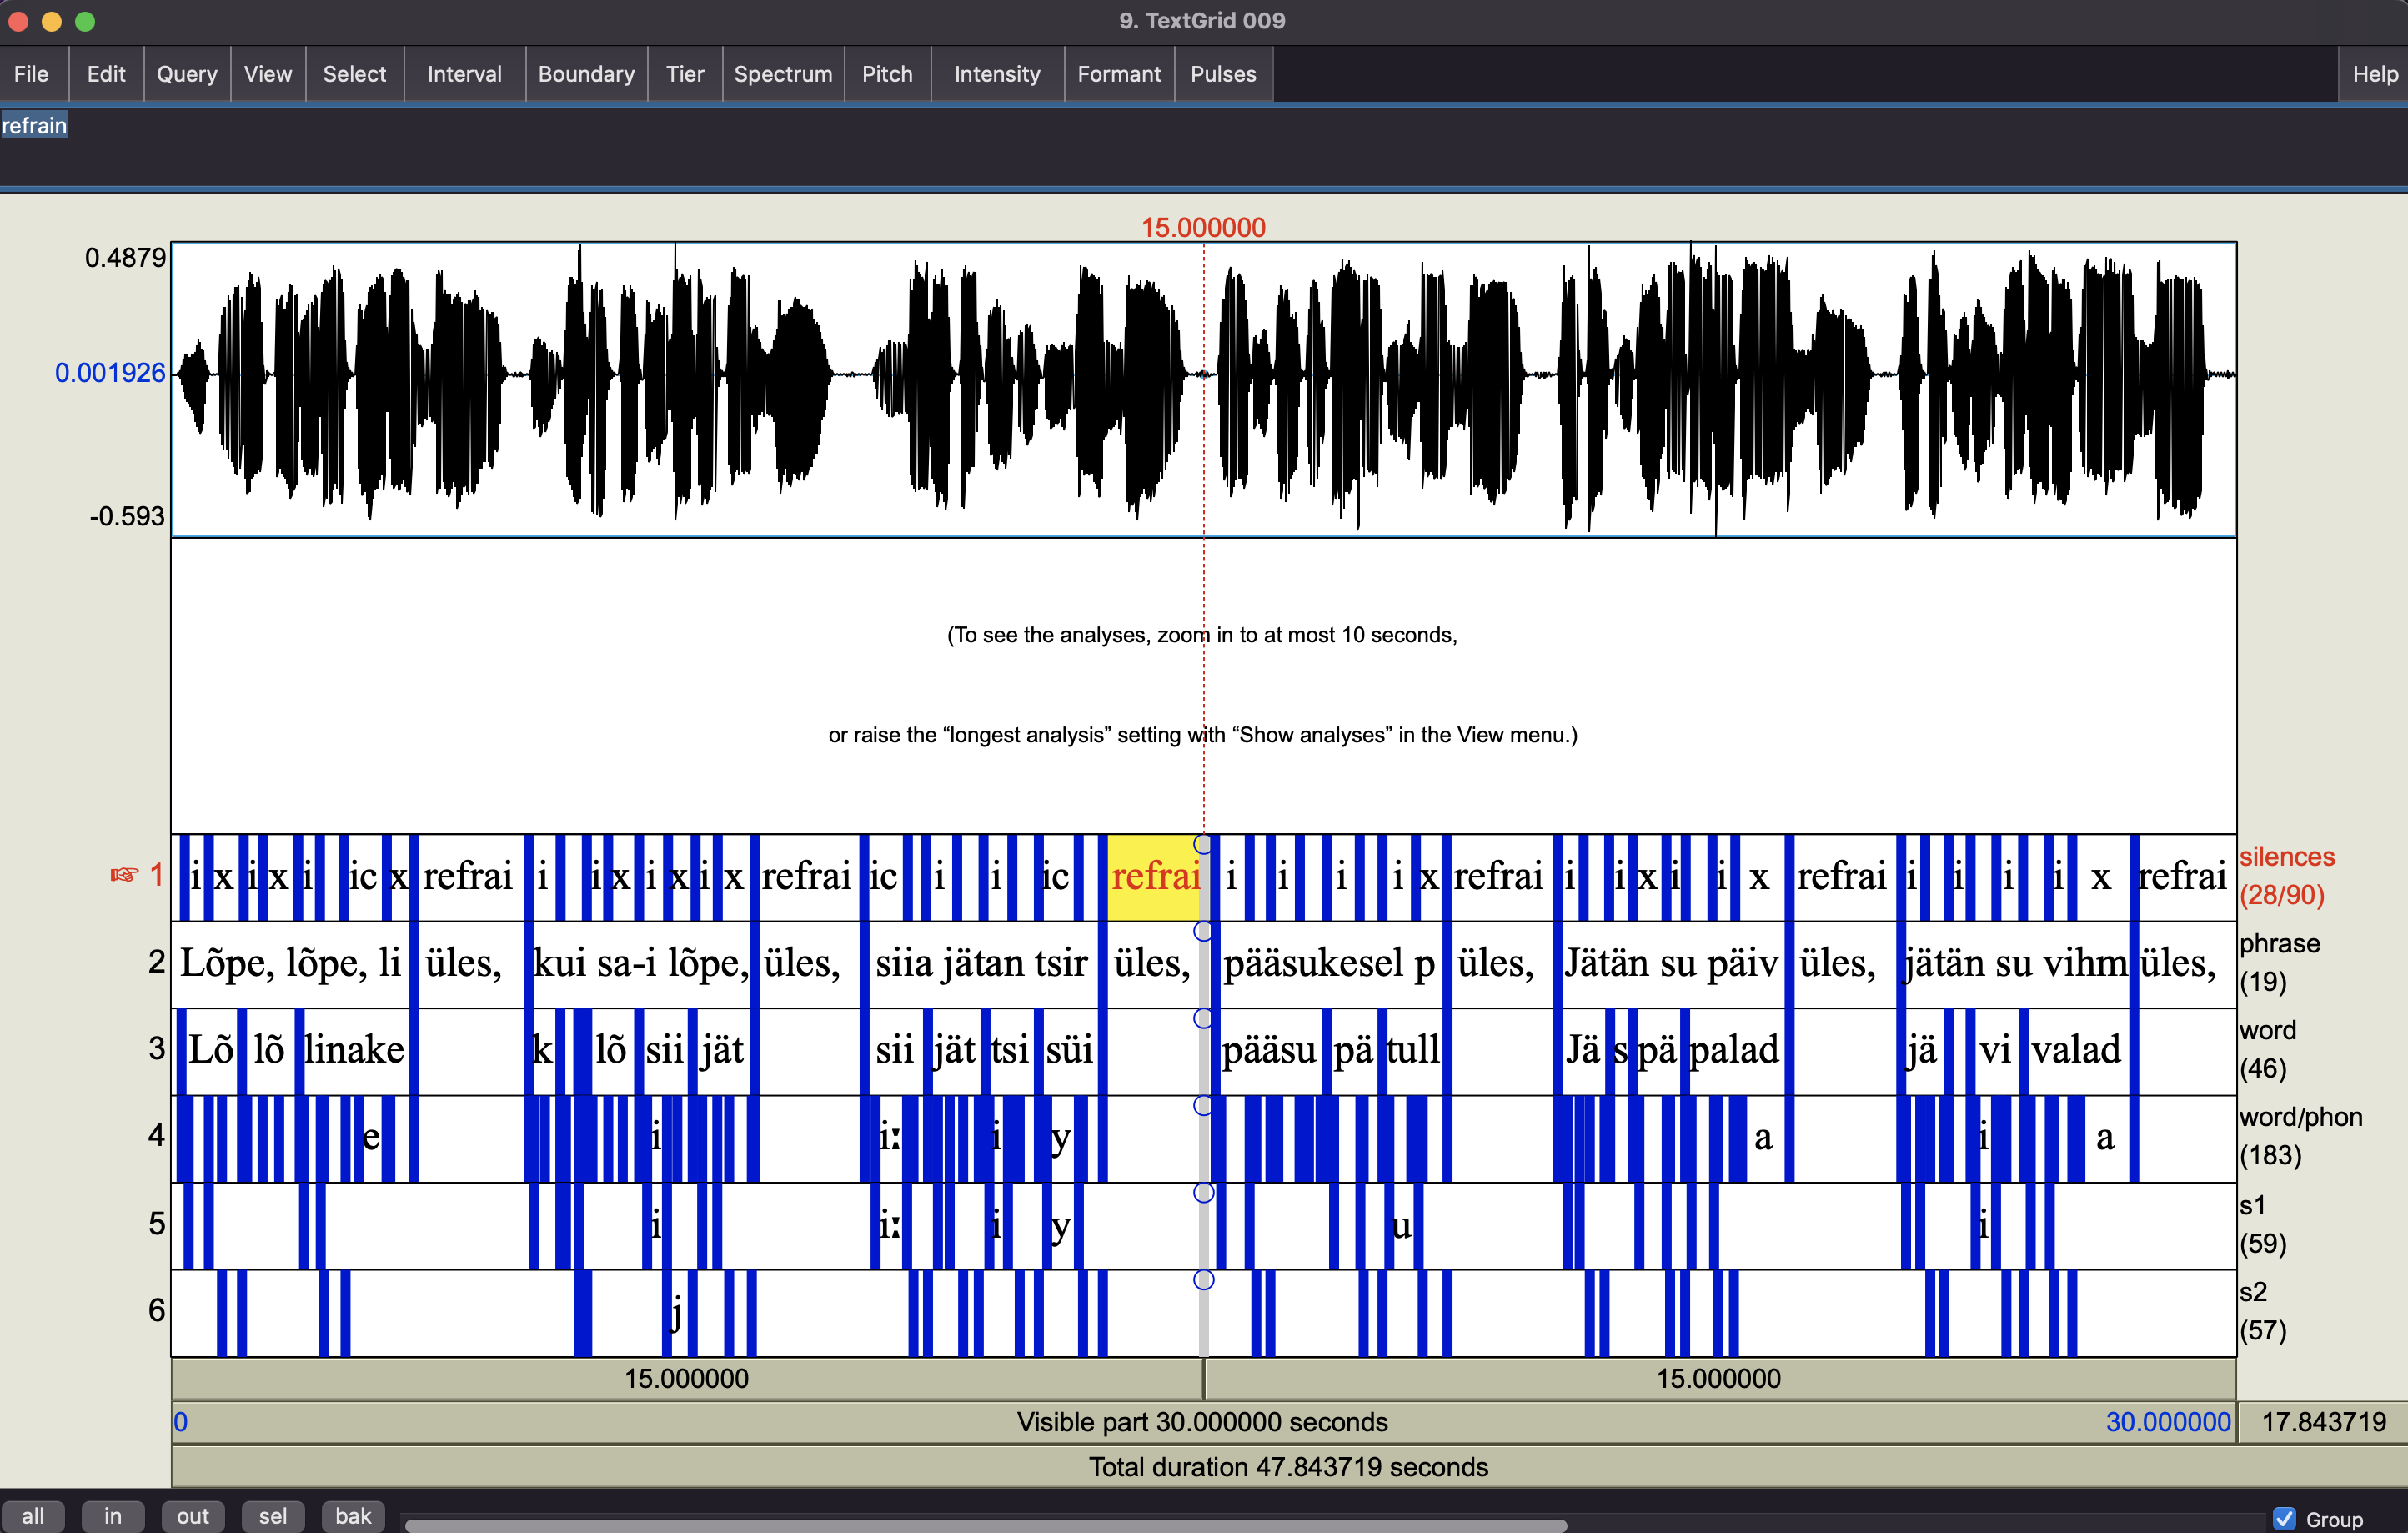 9. TextGrid 009
File Edit Query View Select Interval Boundary Tier Spectrum Pitch Intensity Formant Pulses Help
refrain
15.000000
0.4879
0.001926
-0.593
(To see the analyses, zoom in to at most 10 seconds,
or raise the “longest analysis” setting with “Show analyses” in the View menu.)
☞ 1 i x i x i ic x refrai i i x i x i x refrai ic i i ic refrai i i i i x refrai i i x i i x refrai i i i i x refrai silences
(28/90)
2 Lõpe, lõpe, li üles, kui sa-i lõpe, üles, siia jätan tsir üles, pääsukesel p üles, Jätän su päiv üles, jätän su vihm üles, phrase
(19)
3 Lõ lõ linake k lõ sii jät sii jät tsi süi pääsu pä tull Jä s pä palad jä vi valad word
(46)
4 e i iː i y a i a word/phon
(183)
5 i iː i y u i s1
(59)
6 j s2
(57)
15.000000 15.000000
0 Visible part 30.000000 seconds 30.000000 17.843719
Total duration 47.843719 seconds
all in out sel bak Group